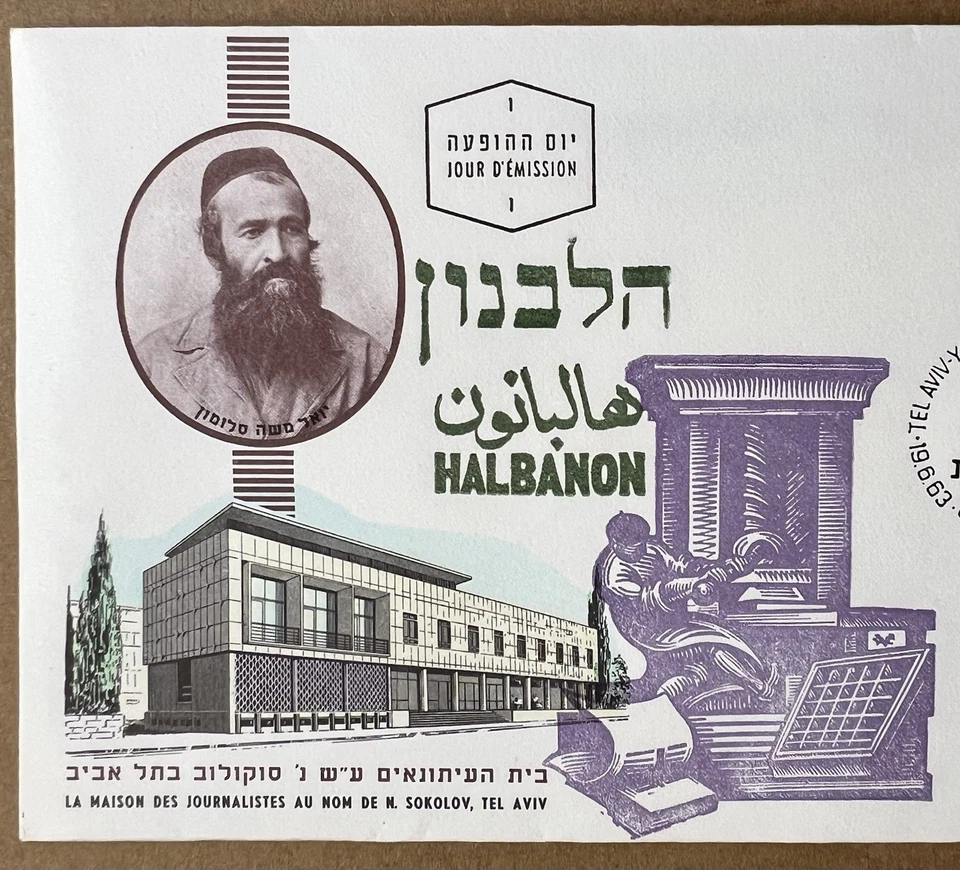 ו
יום ההופעה
JOUR D'ÉMISSION
ו
הלבנון
هالبانون
HALBANON
יואל משה סלומון
TEL AVIV-Y
בית העיתונאים ע״ש נ׳ סוקולוב בתל אביב
LA MAISON DES JOURNALISTES AU NOM DE N. SOKOLOV, TEL AVIV